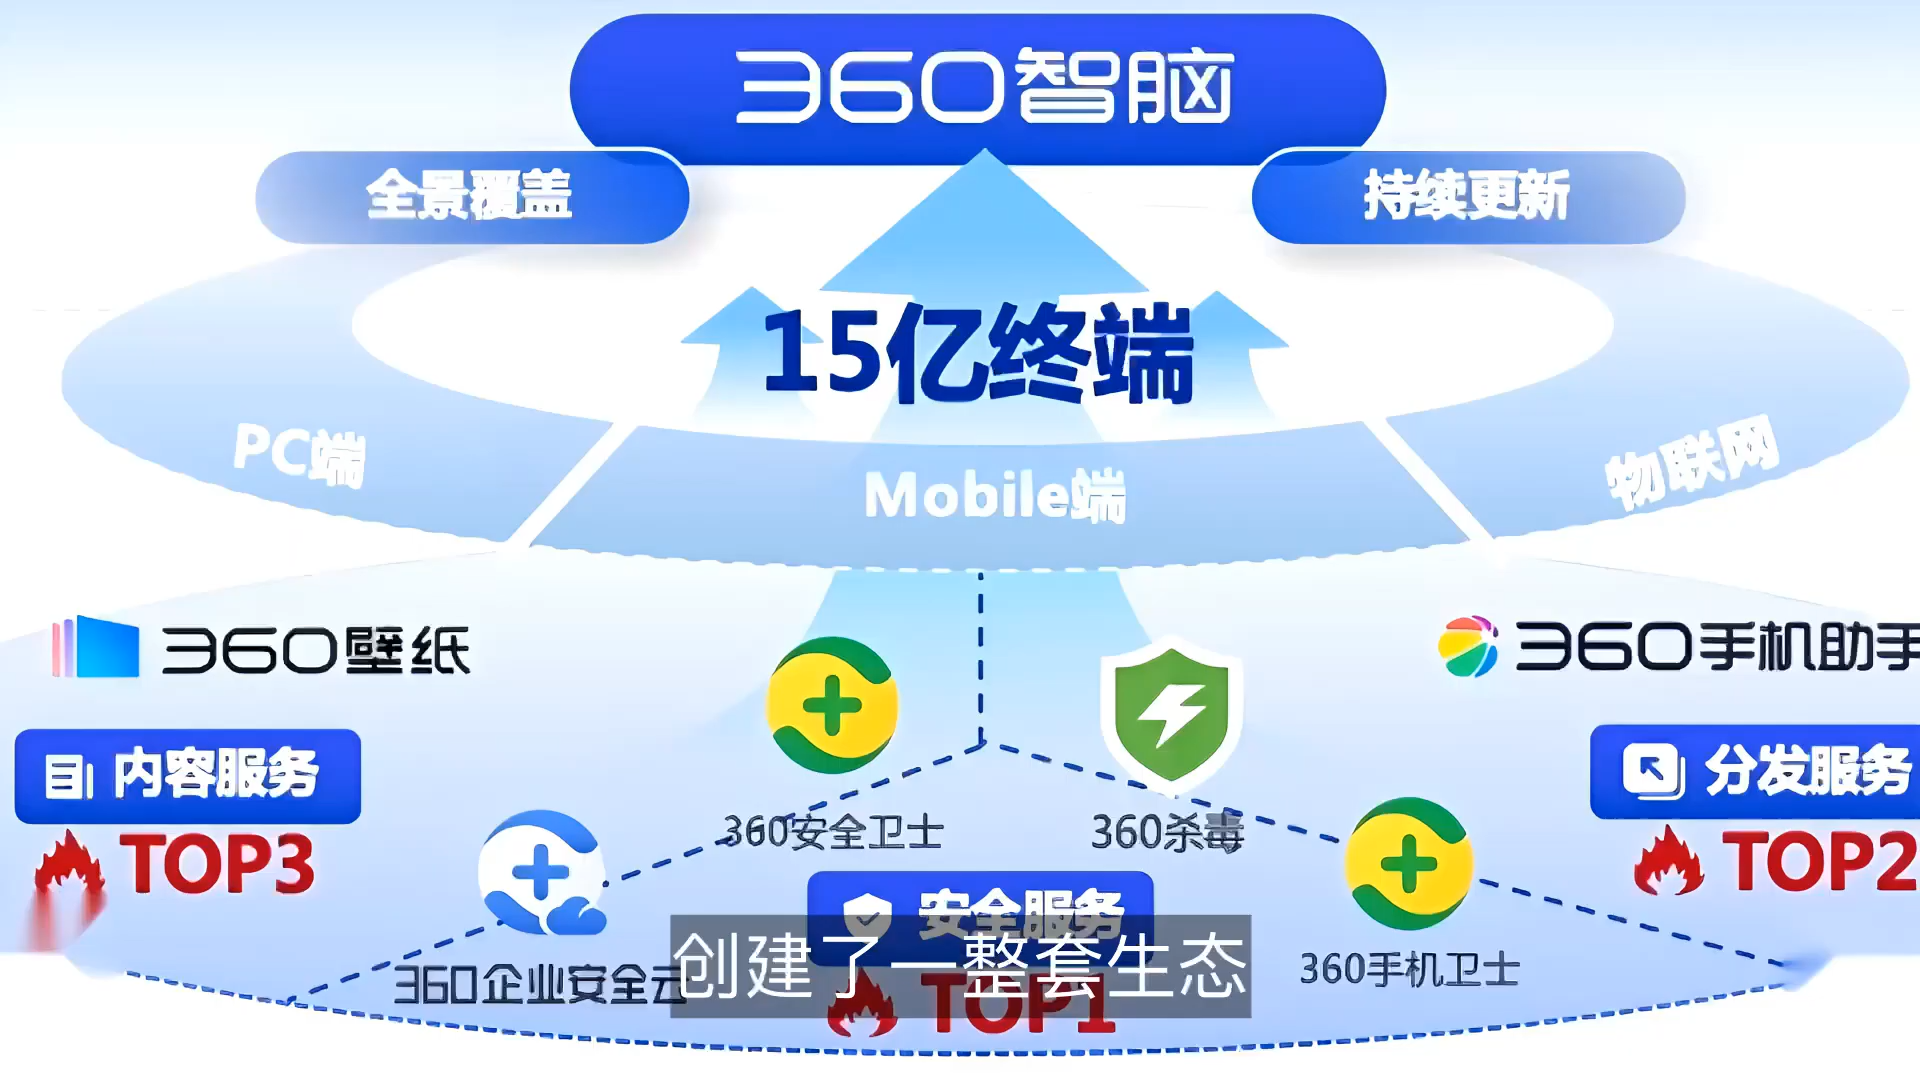 360智脑
全景覆盖
持续更新
15亿终端
PC端
Mobile端
物联网
360壁纸
360手机助手
内容服务
分发服务
TOP3
TOP2
360安全卫士
360杀毒
安全服务
360企业安全云
360手机卫士
创建了一整套生态
TOP1